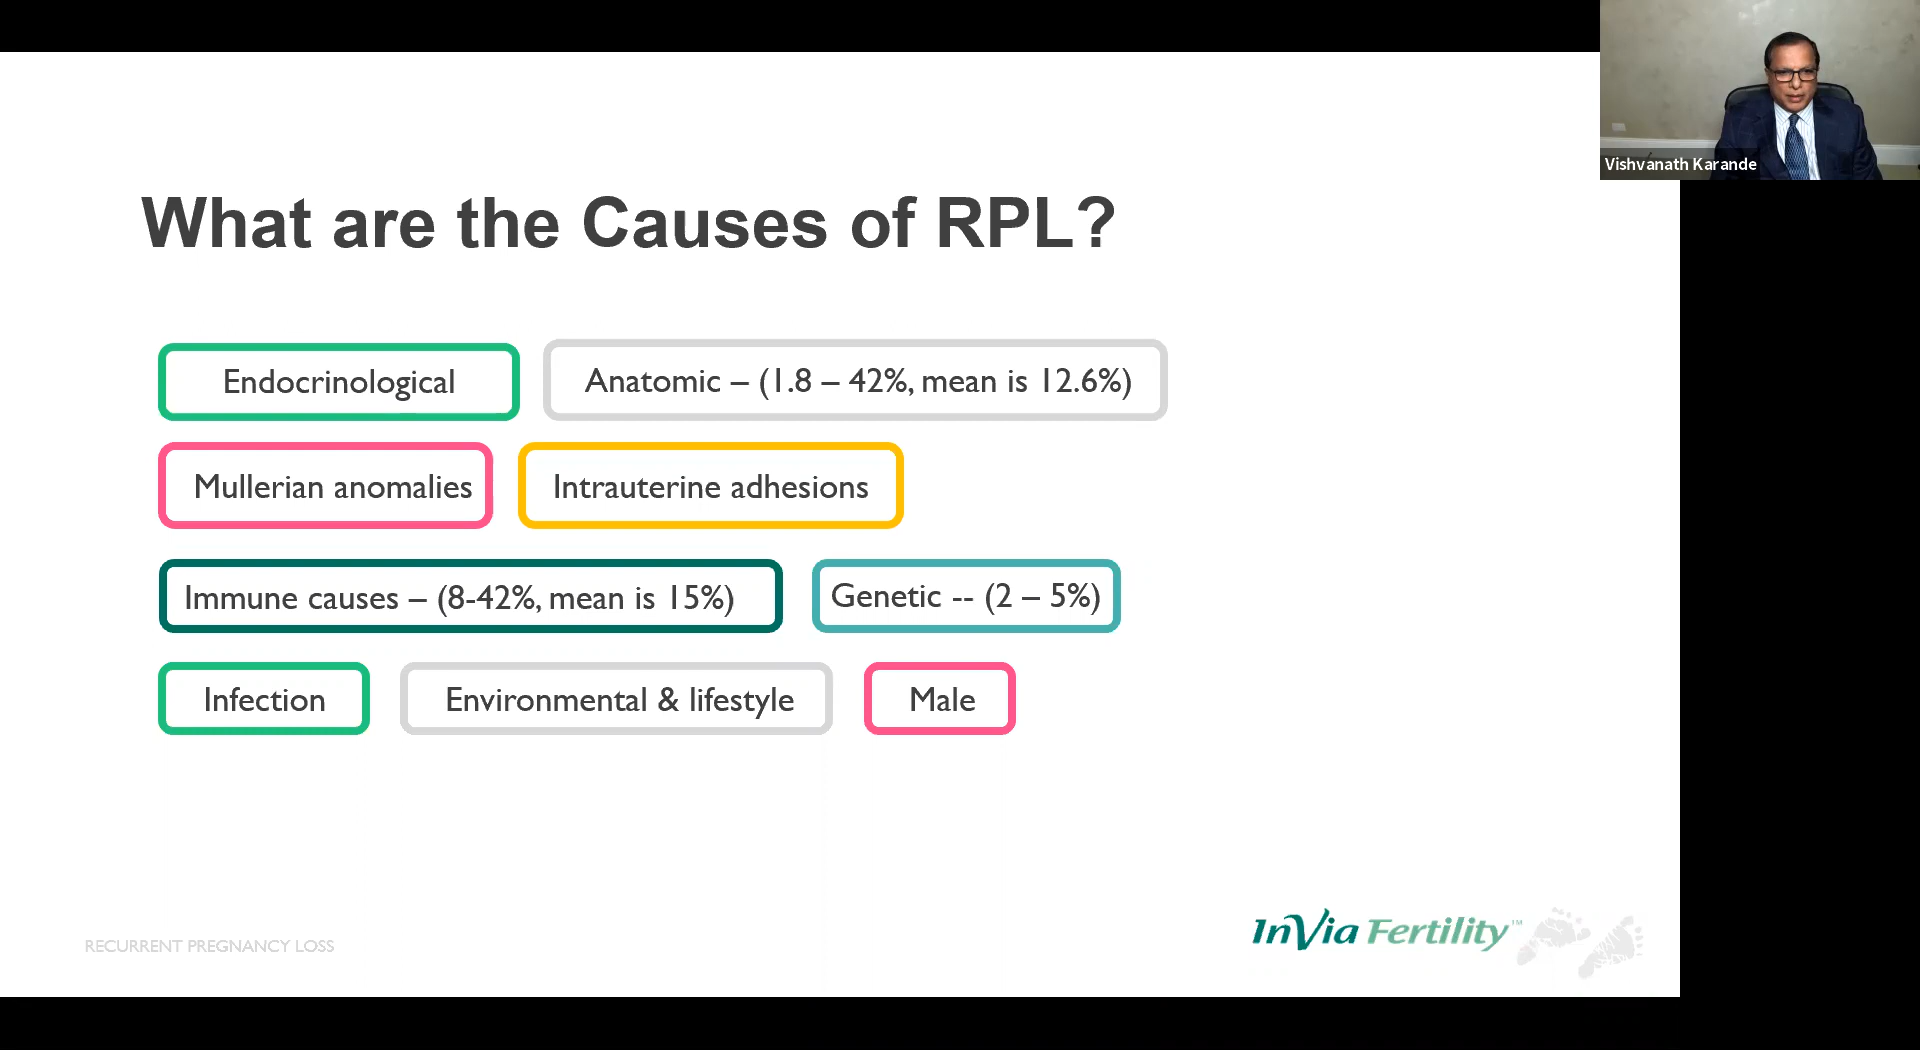 Vishvanath Karande
What are the Causes of RPL?
Endocrinological
Anatomic – (1.8 – 42%, mean is 12.6%)
Mullerian anomalies
Intrauterine adhesions
Immune causes – (8-42%, mean is 15%)
Genetic -- (2 – 5%)
Infection
Environmental & lifestyle
Male
RECURRENT PREGNANCY LOSS
InVia Fertility™